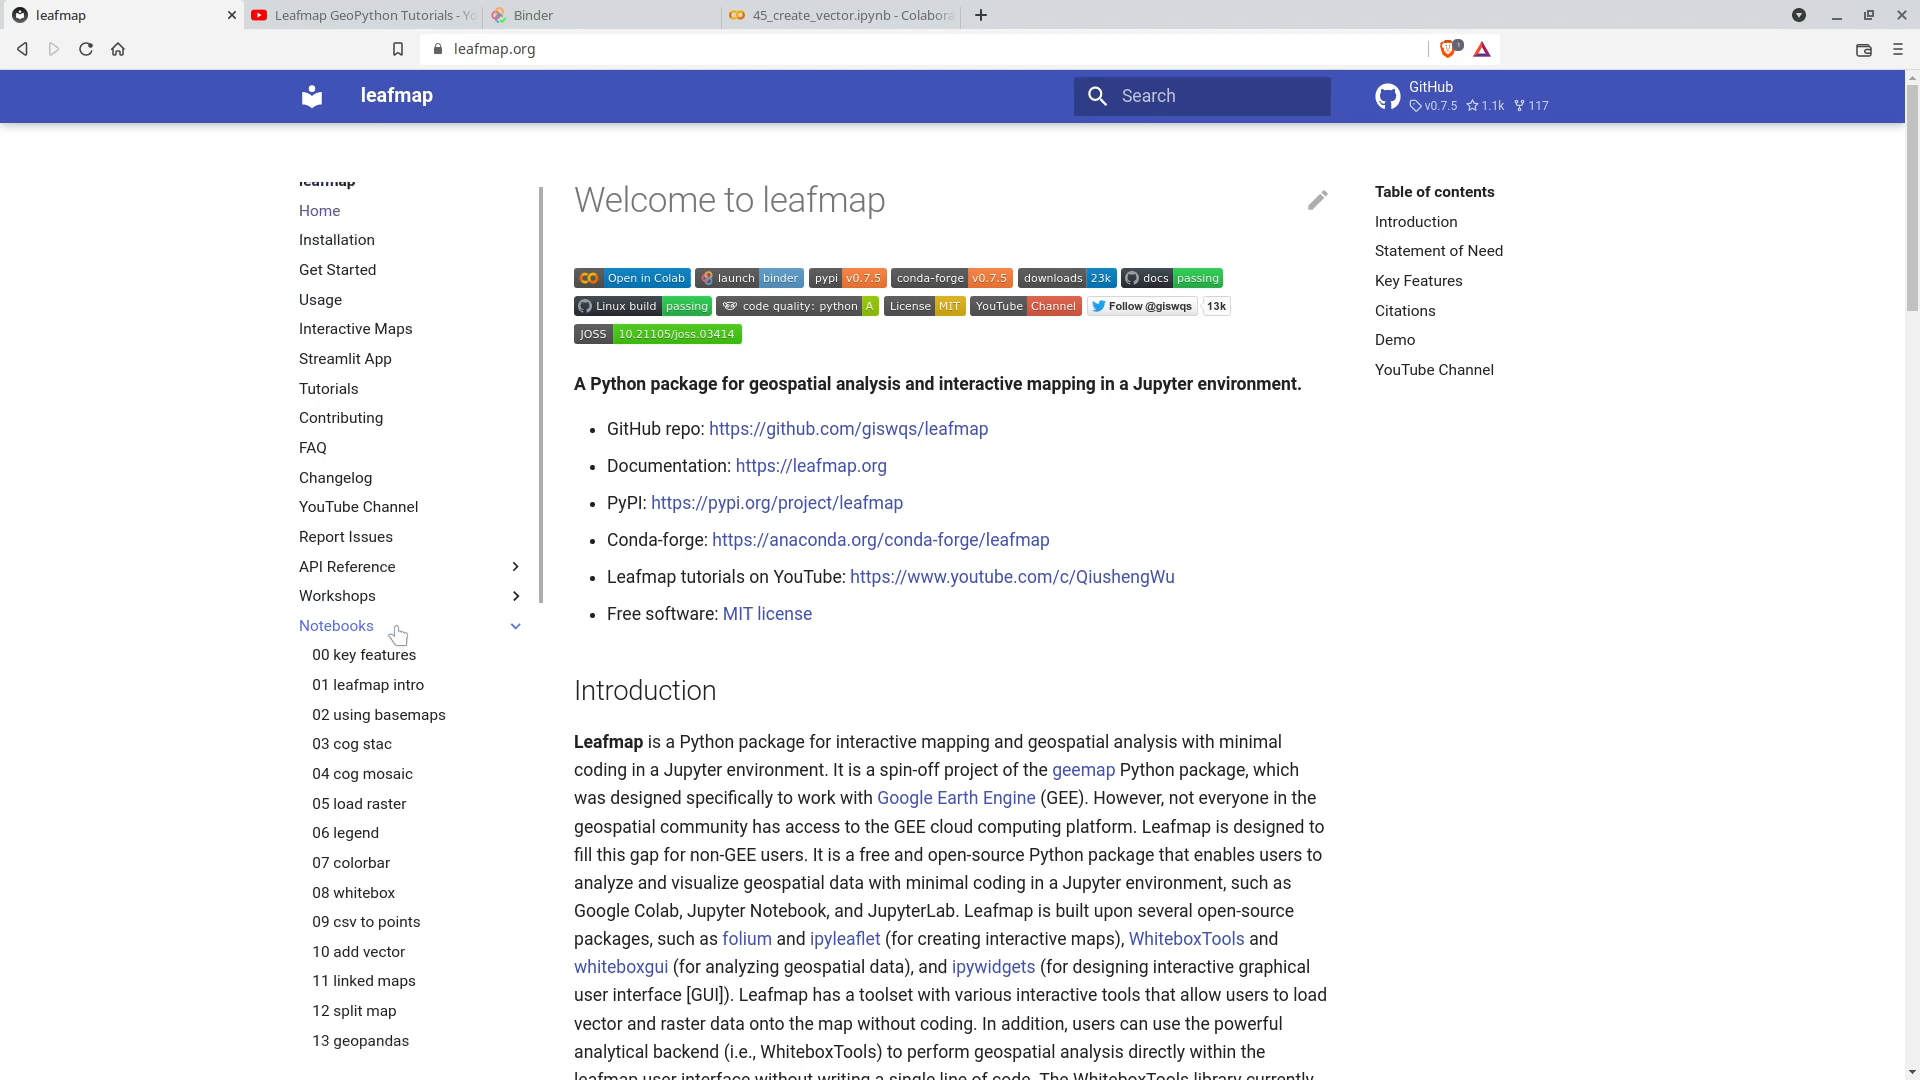 leafmap
Leafmap GeoPython Tutorials - Yo
Binder
45_create_vector.ipynb - Colabora
leafmap.org
1
leafmap
Search
GitHub
v0.7.5 1.1k 117
leafmap
Home
Installation
Get Started
Usage
Interactive Maps
Streamlit App
Tutorials
Contributing
FAQ
Changelog
YouTube Channel
Report Issues
API Reference
Workshops
Notebooks
00 key features
01 leafmap intro
02 using basemaps
03 cog stac
04 cog mosaic
05 load raster
06 legend
07 colorbar
08 whitebox
09 csv to points
10 add vector
11 linked maps
12 split map
13 geopandas
Welcome to leafmap
Open in Colab launch binder pypi v0.7.5 conda-forge v0.7.5 downloads 23k docs passing
Linux build passing code quality: python A License MIT YouTube Channel Follow @giswqs 13k
JOSS 10.21105/joss.03414
A Python package for geospatial analysis and interactive mapping in a Jupyter environment.
• GitHub repo: https://github.com/giswqs/leafmap
• Documentation: https://leafmap.org
• PyPI: https://pypi.org/project/leafmap
• Conda-forge: https://anaconda.org/conda-forge/leafmap
• Leafmap tutorials on YouTube: https://www.youtube.com/c/QiushengWu
• Free software: MIT license
Introduction
Leafmap is a Python package for interactive mapping and geospatial analysis with minimal
coding in a Jupyter environment. It is a spin-off project of the geemap Python package, which
was designed specifically to work with Google Earth Engine (GEE). However, not everyone in the
geospatial community has access to the GEE cloud computing platform. Leafmap is designed to
fill this gap for non-GEE users. It is a free and open-source Python package that enables users to
analyze and visualize geospatial data with minimal coding in a Jupyter environment, such as
Google Colab, Jupyter Notebook, and JupyterLab. Leafmap is built upon several open-source
packages, such as folium and ipyleaflet (for creating interactive maps), WhiteboxTools and
whiteboxgui (for analyzing geospatial data), and ipywidgets (for designing interactive graphical
user interface [GUI]). Leafmap has a toolset with various interactive tools that allow users to load
vector and raster data onto the map without coding. In addition, users can use the powerful
analytical backend (i.e., WhiteboxTools) to perform geospatial analysis directly within the
leafmap user interface without writing a single line of code. The WhiteboxTools library currently
Table of contents
Introduction
Statement of Need
Key Features
Citations
Demo
YouTube Channel